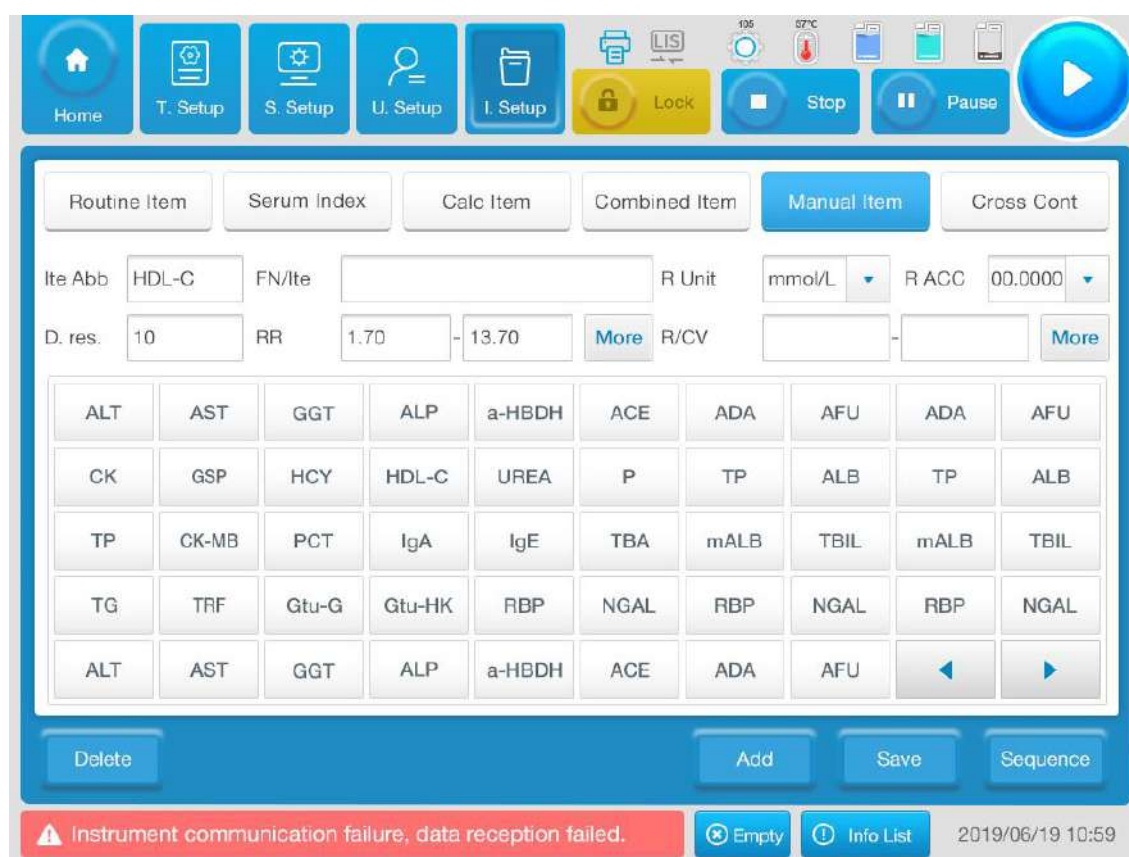 105 37°C
LIS
Home T. Setup S. Setup U. Setup I. Setup Lock Stop Pause
Routine Item Serum Index Calc Item Combined Item Manual Item Cross Cont
Ite Abb HDL-C FN/Ite R Unit mmol/L R ACC 00.0000
D. res. 10 RR 1.70 - 13.70 More R/CV - More
ALT AST GGT ALP a-HBDH ACE ADA AFU ADA AFU
CK GSP HCY HDL-C UREA P TP ALB TP ALB
TP CK-MB PCT IgA IgE TBA mALB TBIL mALB TBIL
TG TRF Gtu-G Gtu-HK RBP NGAL RBP NGAL RBP NGAL
ALT AST GGT ALP a-HBDH ACE ADA AFU
Delete Add Save Sequence
Instrument communication failure, data reception failed. Empty Info List 2019/06/19 10:59